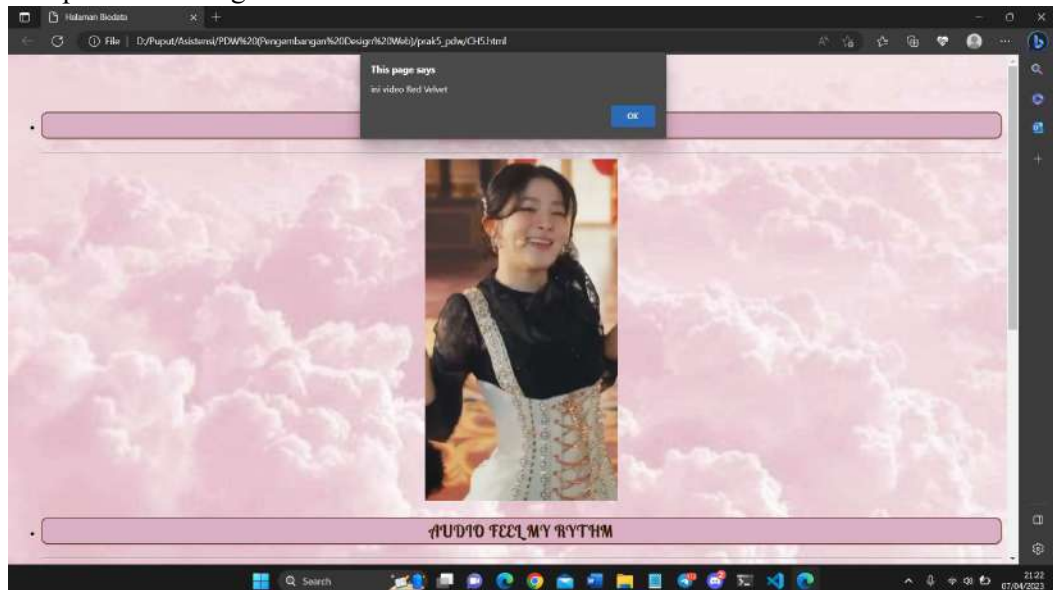 Halaman Biodata
File | D:/Puput/Asistensi/PDW%20(Pengembangan%20Design%20Web)/prak5_pdw/CH5.html
This page says
ini video Red Velvet
OK
AUDIO FEEL MY RYTHM
Search
21:22
07/04/2023